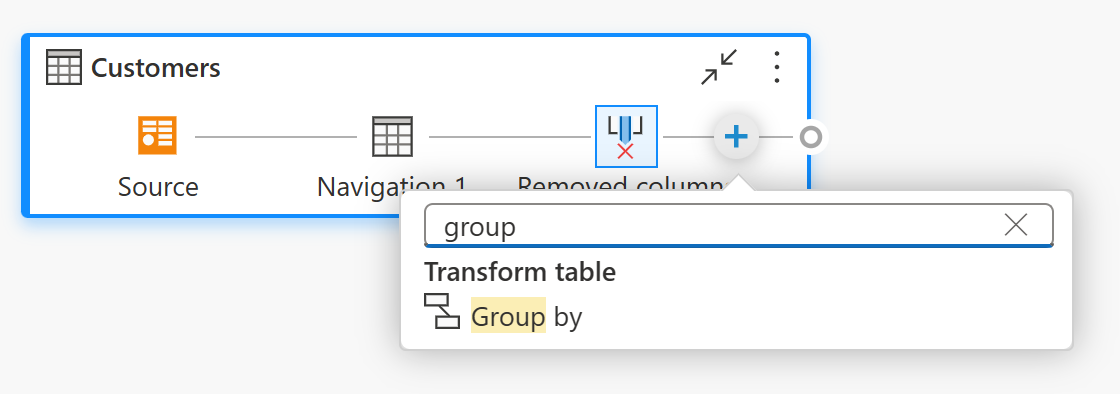 Customers
Source
Navigation 1
Removed column
group
Transform table
Group by